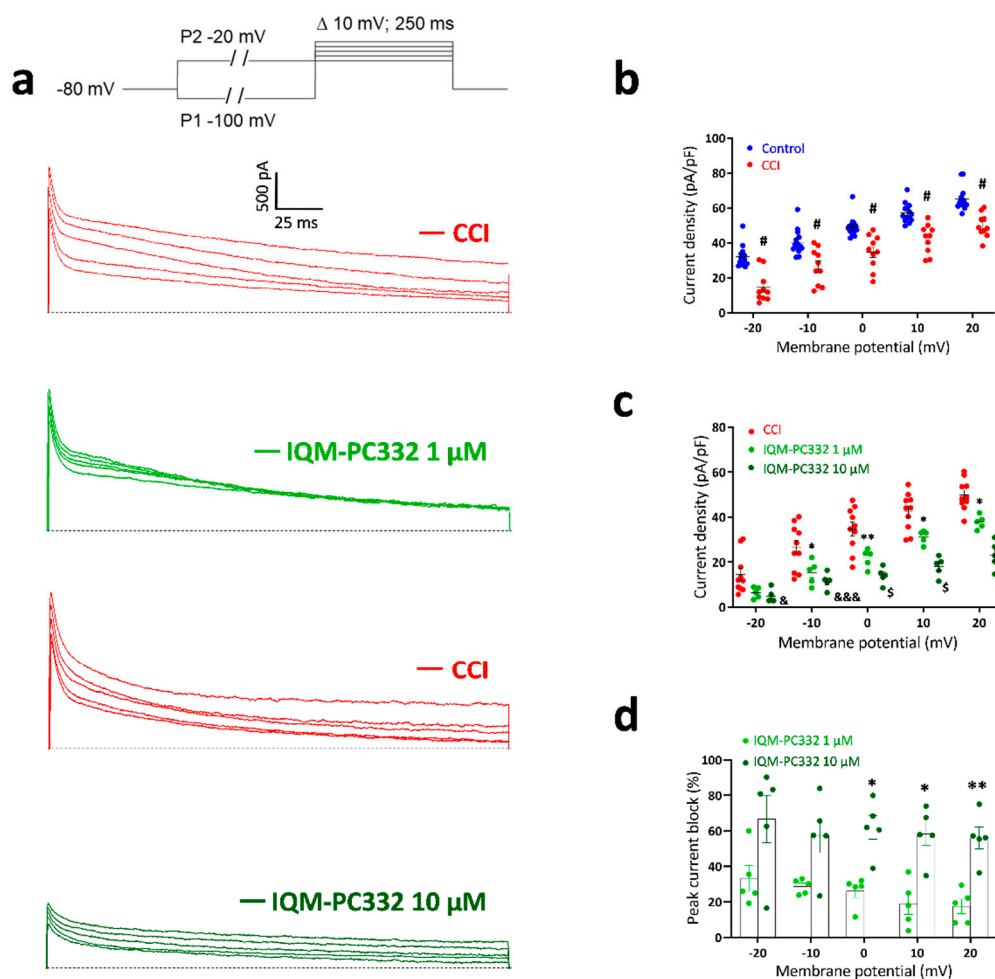 a
P2 -20 mV
Δ 10 mV; 250 ms
-80 mV
P1 -100 mV
500 pA
25 ms
CCI
IQM-PC332 1 µM
CCI
IQM-PC332 10 µM
b
Control
CCI
Current density (pA/pF)
100
80
60
40
20
0
# # # # #
-20 -10 0 10 20
Membrane potential (mV)
c
CCI
IQM-PC332 1 µM
IQM-PC332 10 µM
Current density (pA/pF)
80
60
40
20
0
* ** * *
& &&& $ $
-20 -10 0 10 20
Membrane potential (mV)
d
IQM-PC332 1 µM
IQM-PC332 10 µM
Peak current block (%)
100
80
60
40
20
0
* * **
-20 -10 0 10 20
Membrane potential (mV)